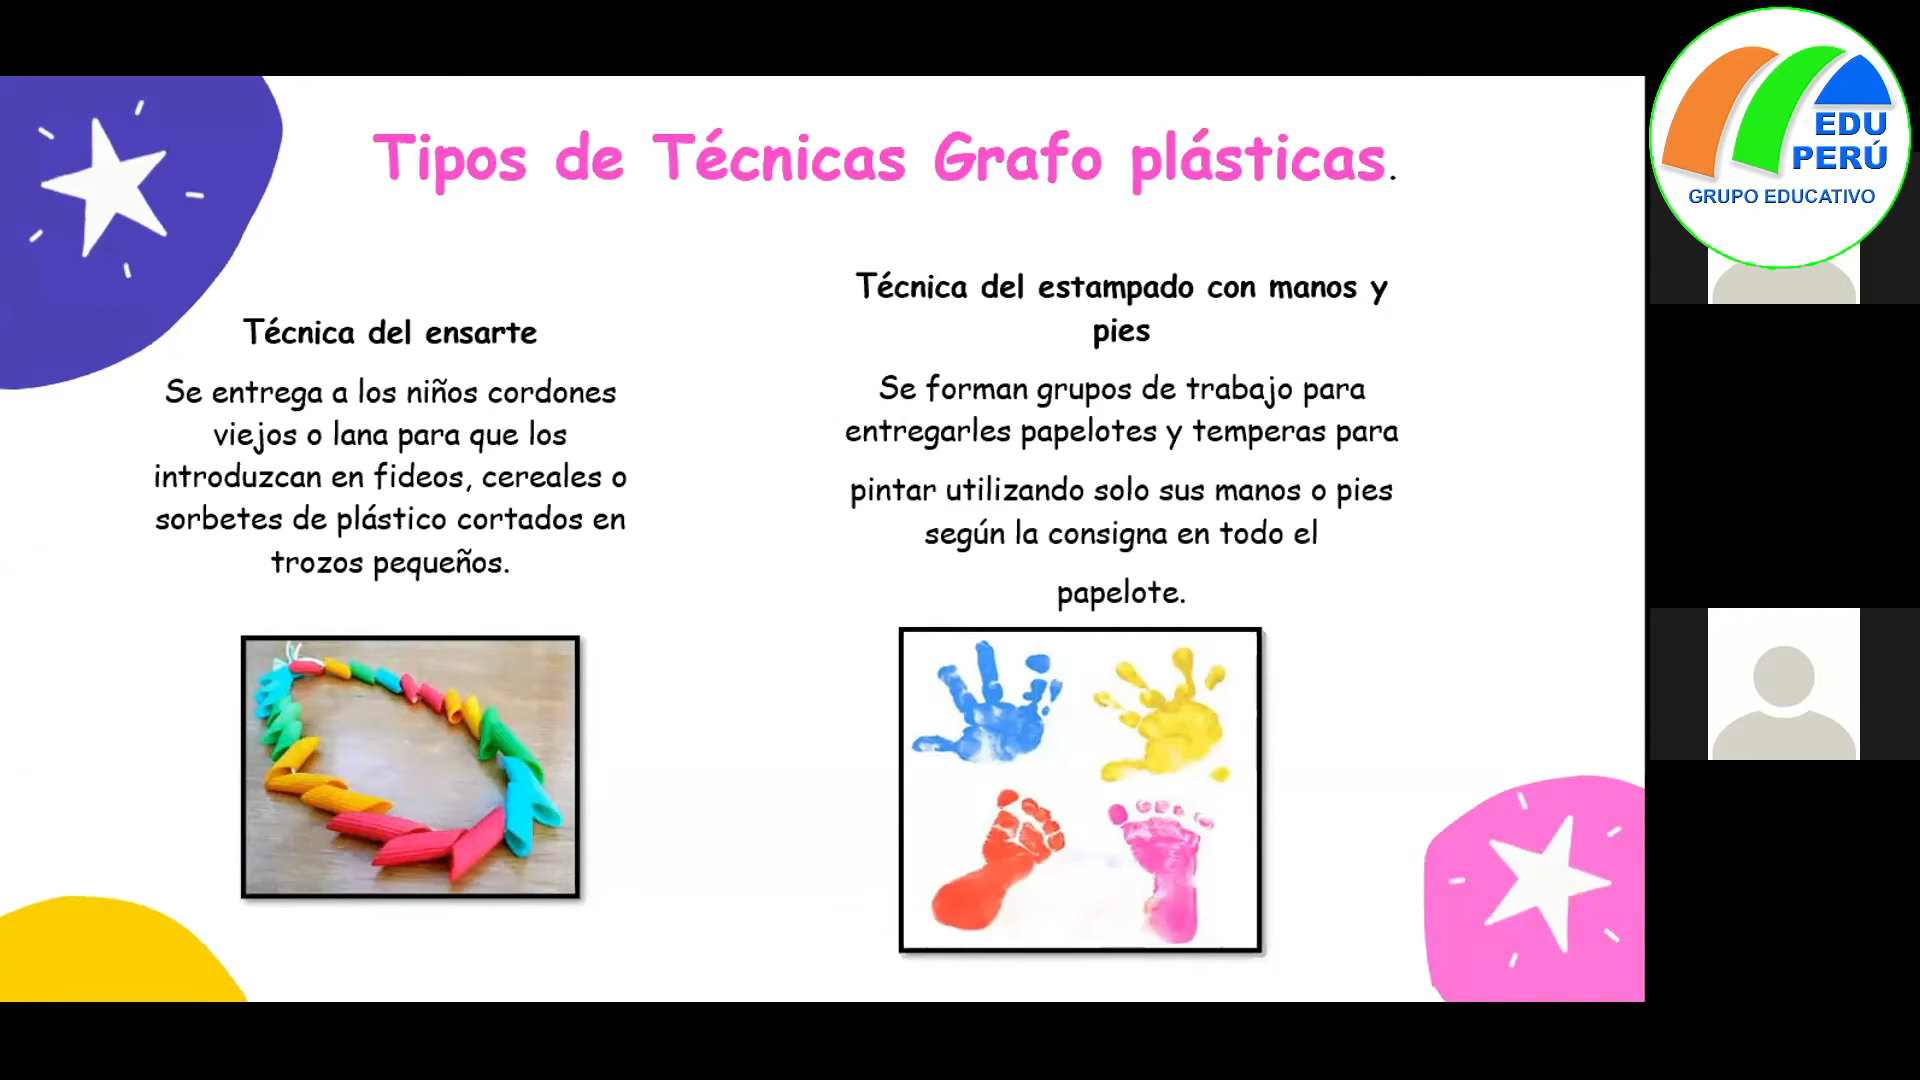 Tipos de Técnicas Grafo plásticas.
Técnica del ensarte
Se entrega a los niños cordones
viejos o lana para que los
introduzcan en fideos, cereales o
sorbetes de plástico cortados en
trozos pequeños.
Técnica del estampado con manos y
pies
Se forman grupos de trabajo para
entregarles papelotes y temperas para
pintar utilizando solo sus manos o pies
según la consigna en todo el
papelote.
EDU
PERÚ
GRUPO EDUCATIVO